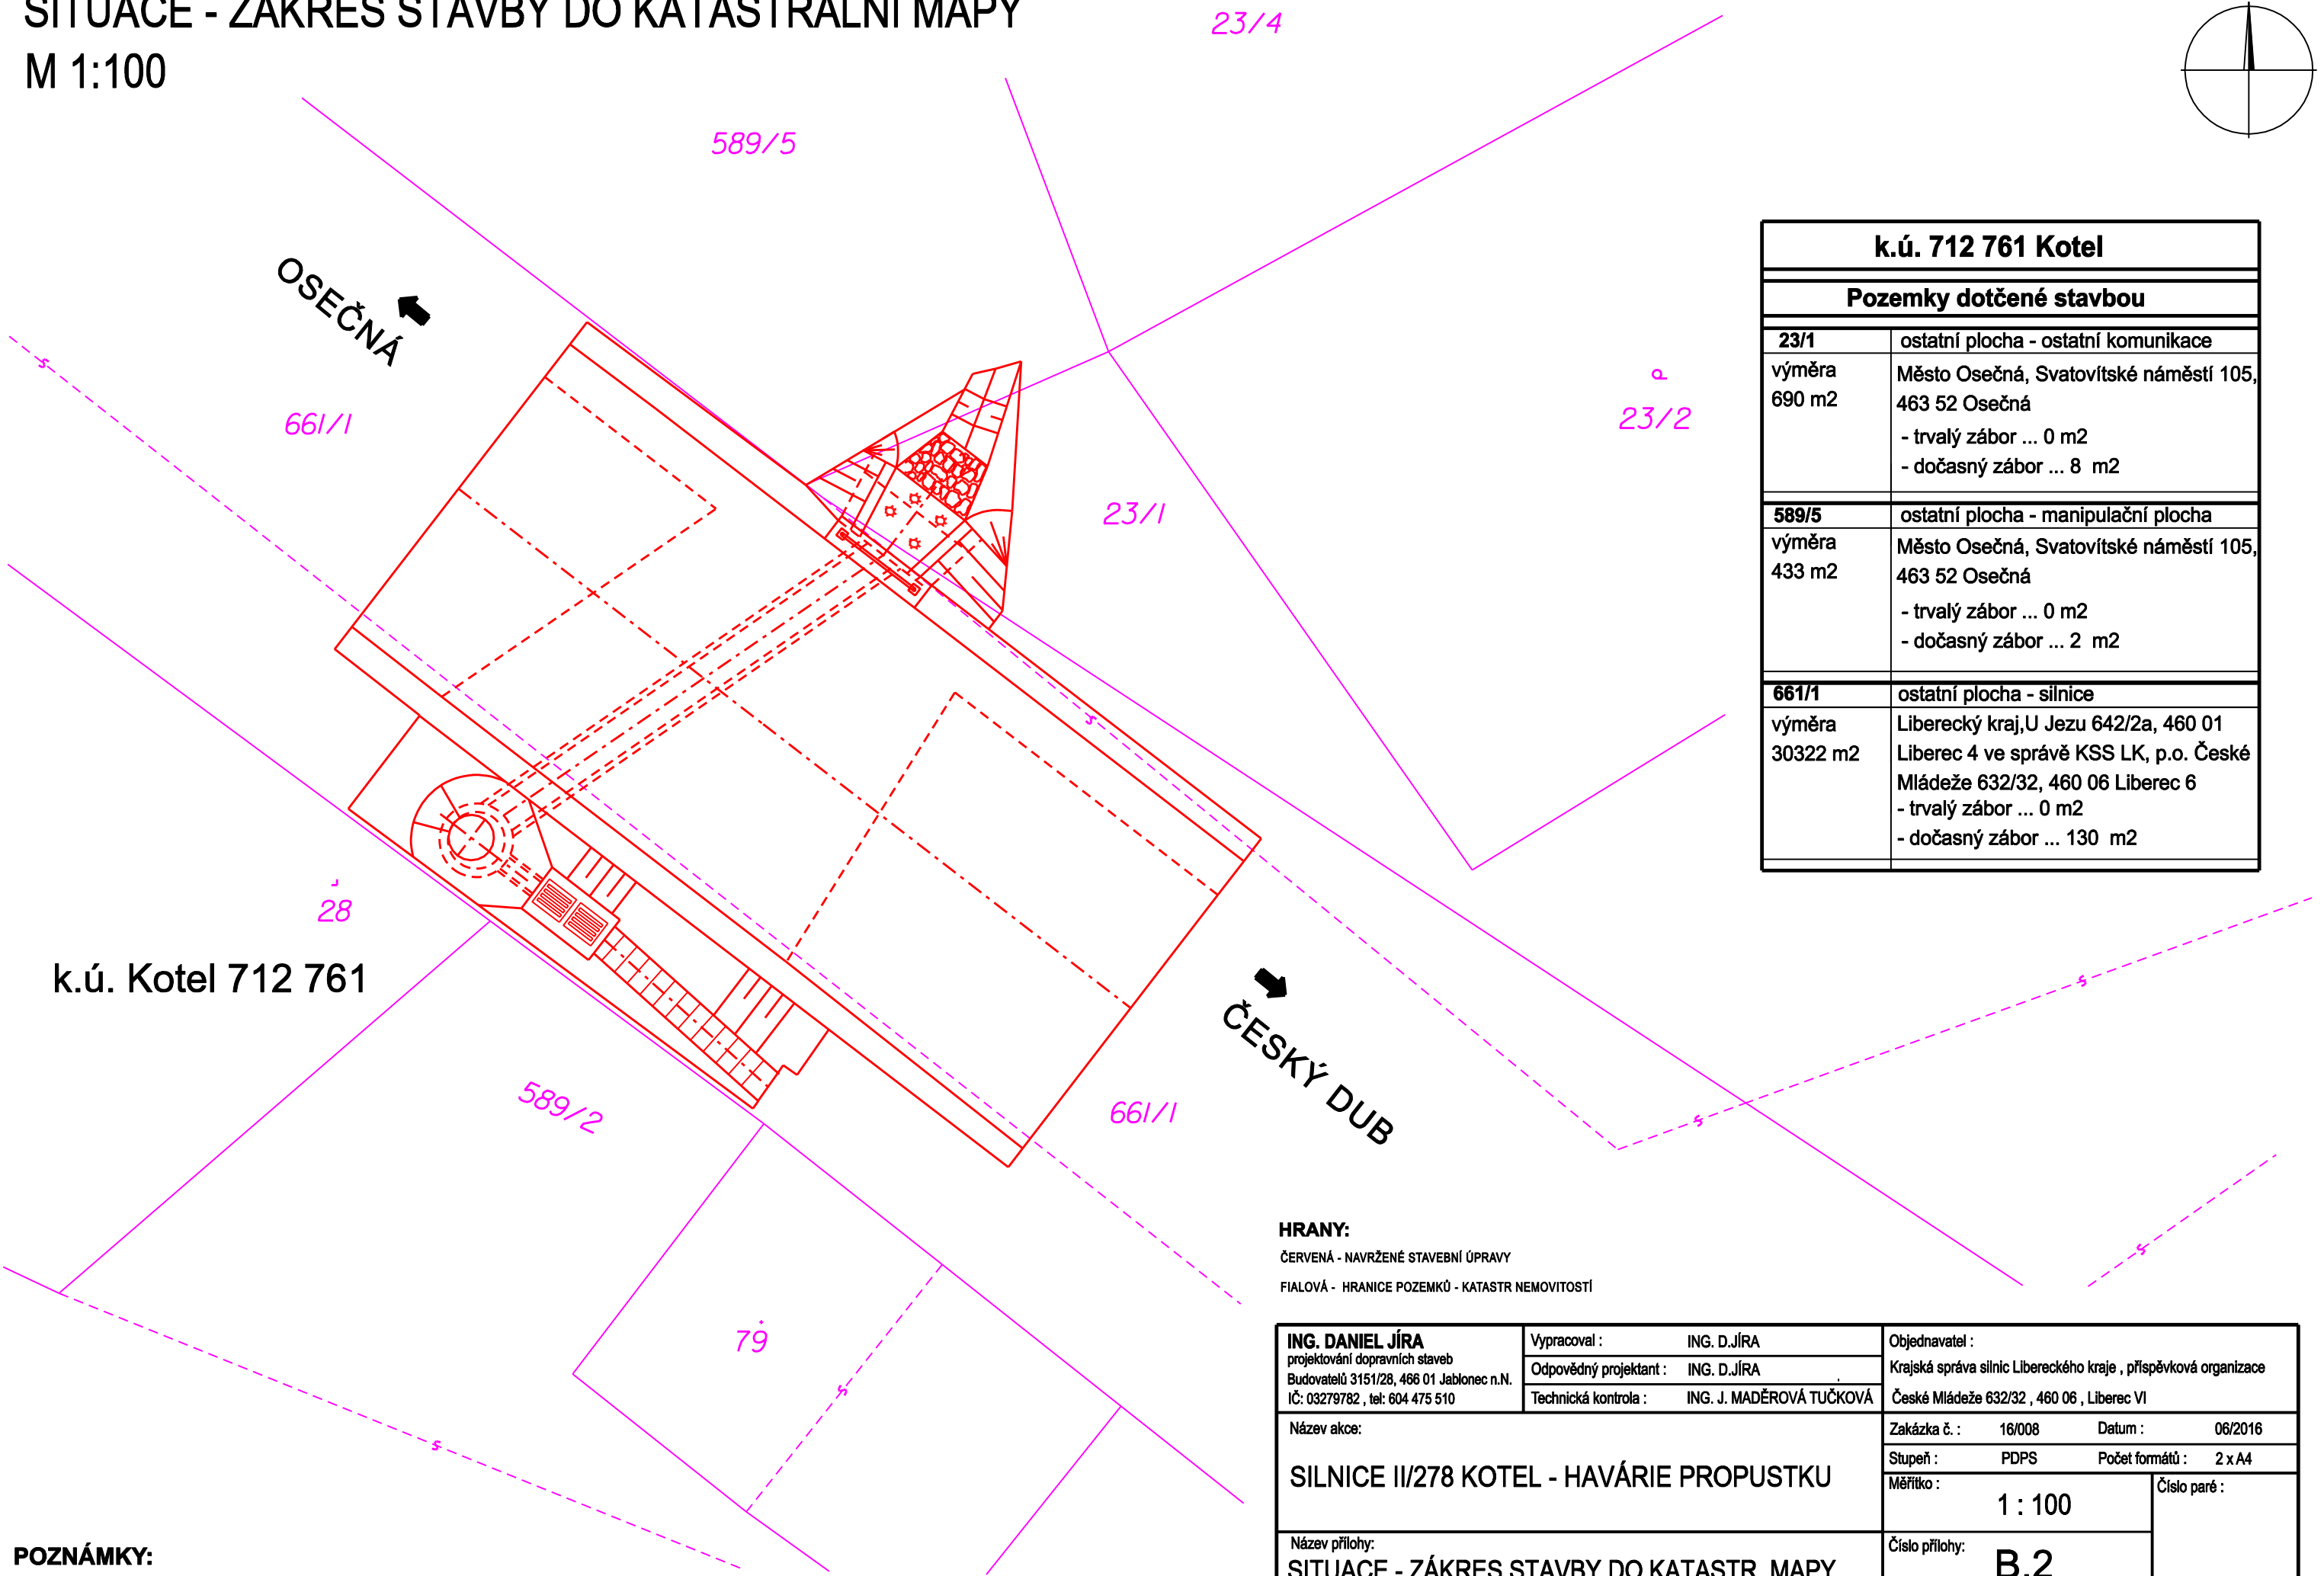 SITUACE - ZÁKRES STAVBY DO KATASTRÁLNÍ MAPY
M 1:100
23/4
589/5
OSEČNÁ
661/1
23/2
23/1
k.ú. 712 761 Kotel
Pozemky dotčené stavbou
23/1 ostatní plocha - ostatní komunikace
výměra Město Osečná, Svatovítské náměstí 105,
690 m2 463 52 Osečná
- trvalý zábor ... 0 m2
- dočasný zábor ... 8 m2
589/5 ostatní plocha - manipulační plocha
výměra Město Osečná, Svatovítské náměstí 105,
433 m2 463 52 Osečná
- trvalý zábor ... 0 m2
- dočasný zábor ... 2 m2
661/1 ostatní plocha - silnice
výměra Liberecký kraj,U Jezu 642/2a, 460 01
30322 m2 Liberec 4 ve správě KSS LK, p.o. České
Mládeže 632/32, 460 06 Liberec 6
- trvalý zábor ... 0 m2
- dočasný zábor ... 130 m2
28
k.ú. Kotel 712 761
ČESKÝ DUB
589/2
661/1
79
HRANY:
ČERVENÁ - NAVRŽENÉ STAVEBNÍ ÚPRAVY
FIALOVÁ - HRANICE POZEMKŮ - KATASTR NEMOVITOSTÍ
ING. DANIEL JÍRA
projektování dopravních staveb
Budovatelů 3151/28, 466 01 Jablonec n.N.
IČ: 03279782 , tel: 604 475 510
Vypracoval : ING. D.JÍRA
Odpovědný projektant : ING. D.JÍRA
Technická kontrola : ING. J. MADĚROVÁ TUČKOVÁ
Objednavatel :
Krajská správa silnic Libereckého kraje , příspěvková organizace
České Mládeže 632/32 , 460 06 , Liberec VI
Název akce:
SILNICE II/278 KOTEL - HAVÁRIE PROPUSTKU
Zakázka č. : 16/008 Datum : 06/2016
Stupeň : PDPS Počet formátů : 2 x A4
Měřítko :
1 : 100
Číslo paré :
Název přílohy:
SITUACE - ZÁKRES STAVBY DO KATASTR. MAPY
Číslo přílohy:
B.2
POZNÁMKY: